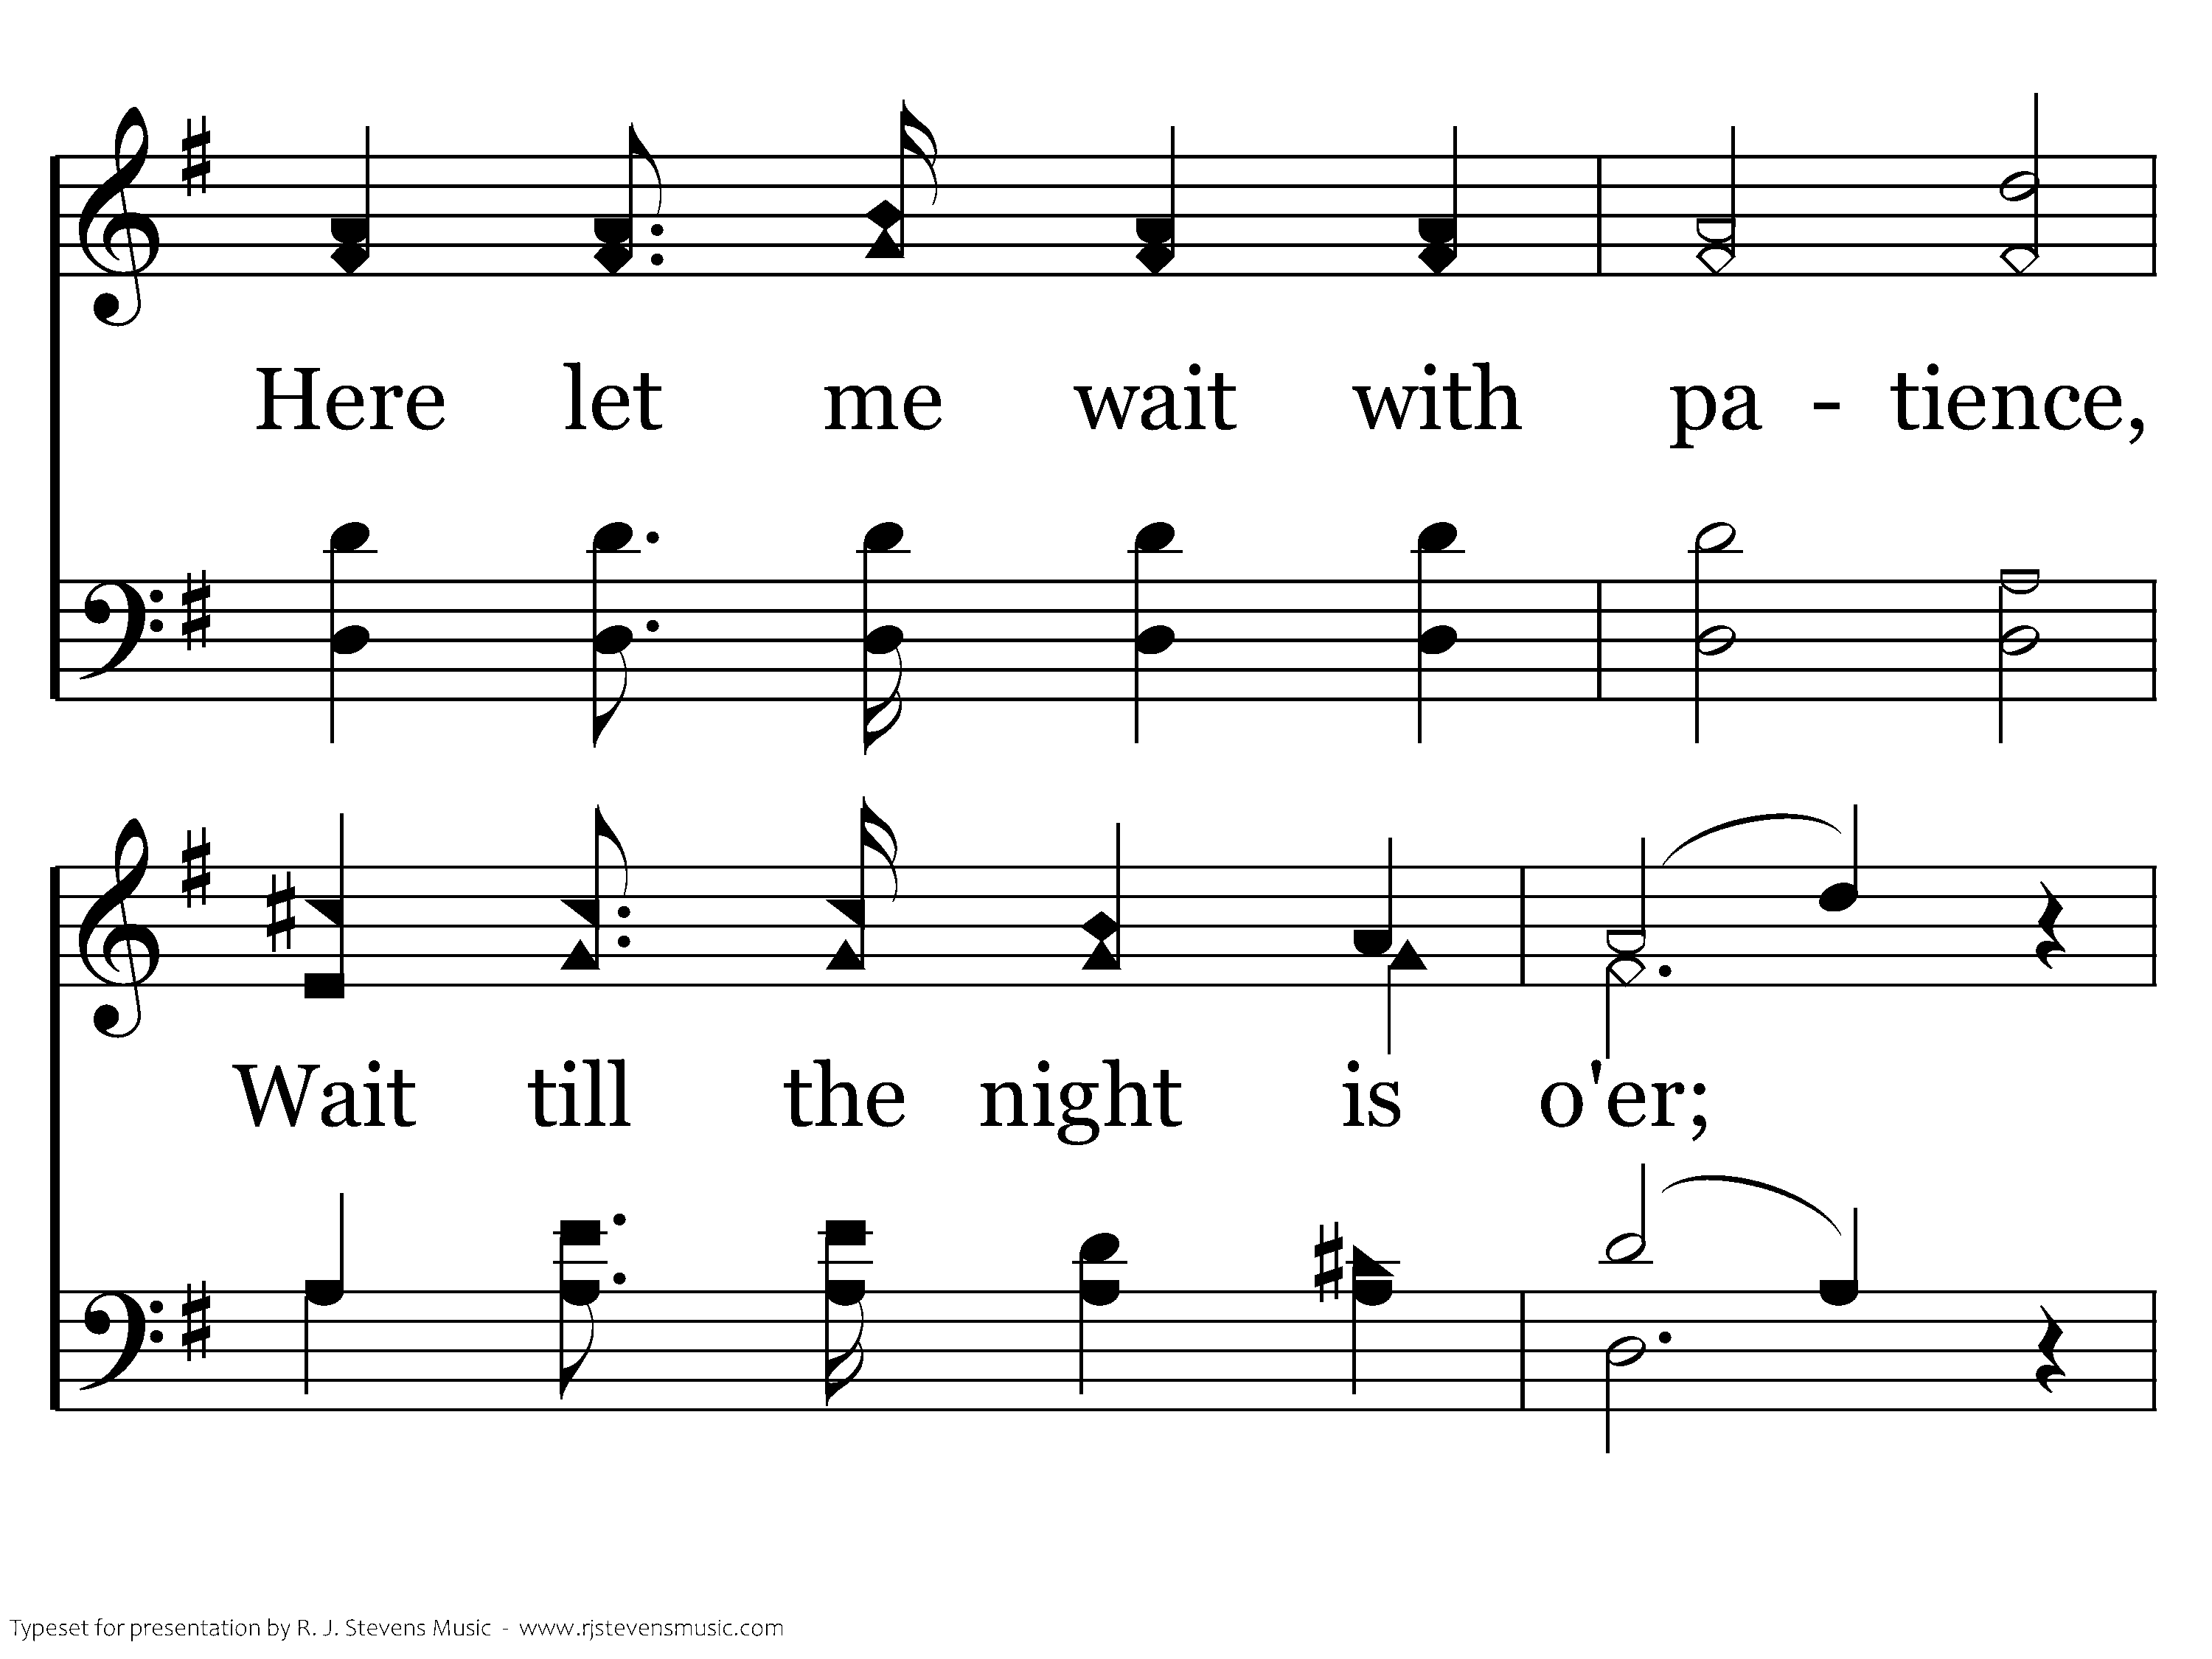 Here let me wait with pa - tience,
Wait till the night is o'er;
Typeset for presentation by R. J. Stevens Music - www.rjstevensmusic.com